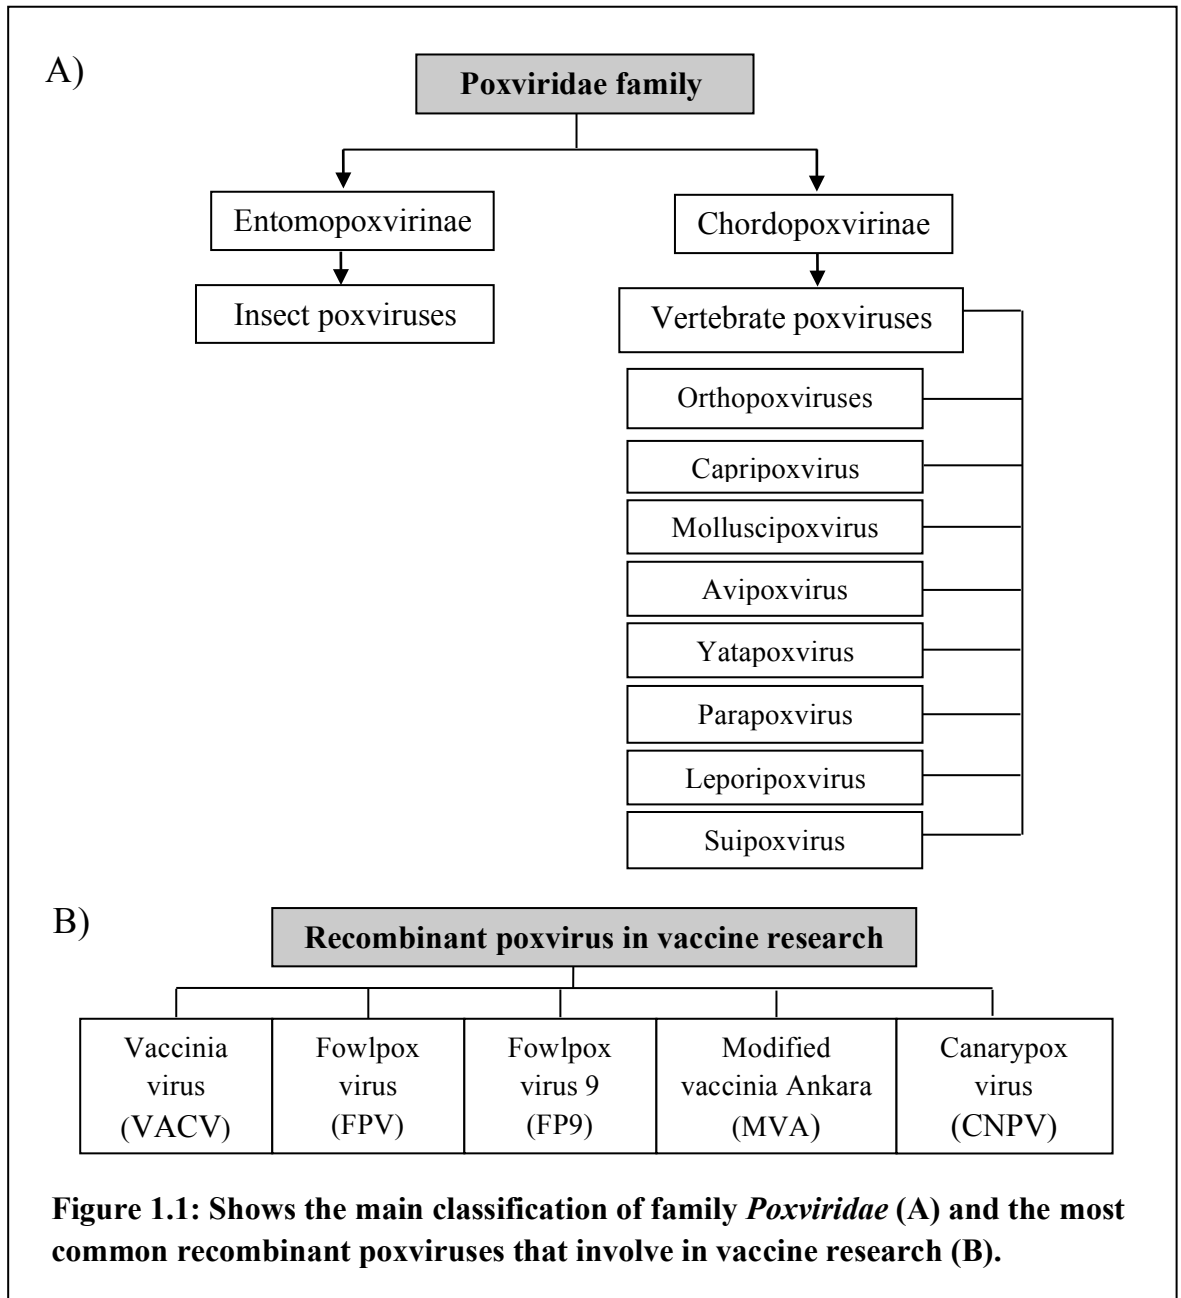 A)
Poxviridae family
Entomopoxvirinae
Chordopoxvirinae
Insect poxviruses
Vertebrate poxviruses
Orthopoxviruses
Capripoxvirus
Molluscipoxvirus
Avipoxvirus
Yatapoxvirus
Parapoxvirus
Leporipoxvirus
Suipoxvirus
B)
Recombinant poxvirus in vaccine research
Vaccinia
virus
(VACV)
Fowlpox
virus
(FPV)
Fowlpox
virus 9
(FP9)
Modified
vaccinia Ankara
(MVA)
Canarypox
virus
(CNPV)
Figure 1.1: Shows the main classification of family Poxviridae (A) and the most
common recombinant poxviruses that involve in vaccine research (B).